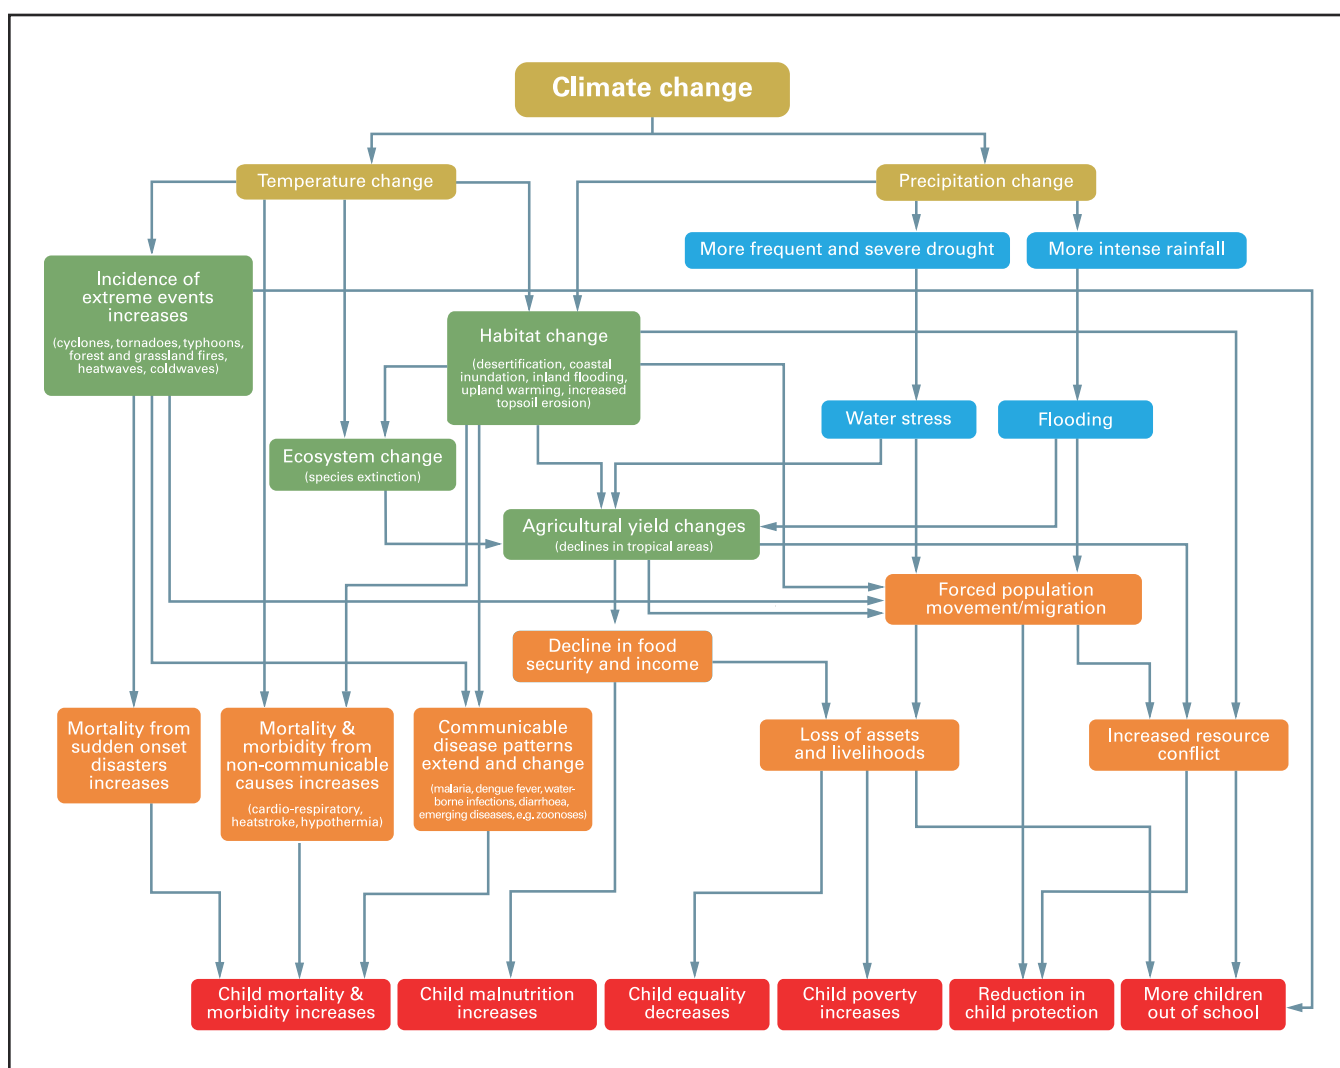 Climate change
Temperature change
Precipitation change
More frequent and severe drought
More intense rainfall
Incidence of
extreme events
increases
(cyclones, tornadoes, typhoons,
forest and grassland fires,
heatwaves, coldwaves)
Habitat change
(desertification, coastal
inundation, inland flooding,
upland warming, increased
topsoil erosion)
Water stress
Flooding
Ecosystem change
(species extinction)
Agricultural yield changes
(declines in tropical areas)
Forced population
movement/migration
Decline in food
security and income
Mortality from
sudden onset
disasters
increases
Mortality &
morbidity from
non-communicable
causes increases
(cardio-respiratory,
heatstroke, hypothermia)
Communicable
disease patterns
extend and change
(malaria, dengue fever, water-
borne infections, diarrhoea,
emerging diseases, e.g. zoonoses)
Loss of assets
and livelihoods
Increased resource
conflict
Child mortality &
morbidity increases
Child malnutrition
increases
Child equality
decreases
Child poverty
increases
Reduction in
child protection
More children
out of school